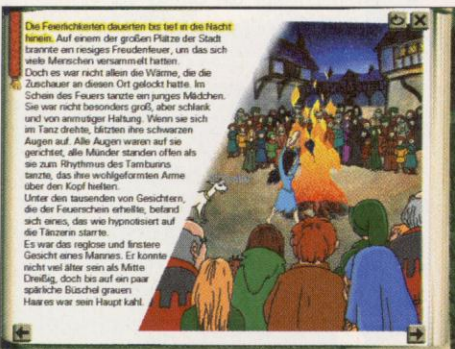 Die Feierlichkeiten dauerten bis tief in die Nacht
hinein. Auf einem der großen Plätze der Stadt
brannte ein riesiges Freudenfeuer, um das sich
viele Menschen versammelt hatten.
Doch es war nicht allein die Wärme, die die
Zuschauer an diesen Ort gelockt hatte. Im
Schein des Feuers tanzte ein junges Mädchen.
Sie war nicht besonders groß, aber schlank
und von anmutiger Haltung. Wenn sie sich
im Tanz drehte, blitzten ihre schwarzen
Augen auf. Alle Augen waren auf sie
gerichtet, alle Münder standen offen als
sie zum Rhythmus des Tamburins
tanzte, das ihre wohlgeformten Arme
über den Kopf hielten.
Unter den tausenden von Gesichtern,
die der Feuerschein erhellte, befand
sich eines, das wie hypnotisiert auf
die Tänzerin starrte.
Es war das reglose und finstere
Gesicht eines Mannes. Er konnte
nicht viel älter sein als Mitte
Dreißig, doch bis auf ein paar
spärliche Büschel grauen
Haares war sein Haupt kahl.